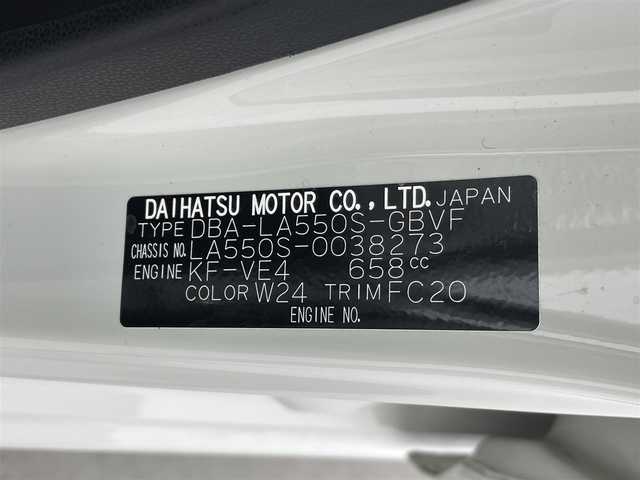 DAIHATSU MOTOR CO.,LTD. JAPAN
TYPE DBA-LA550S-GBVF
CHASSIS NO. LA550S-0038273
ENGINE KF-VE4 658cc
COLOR W24 TRIM FC20
ENGINE NO.